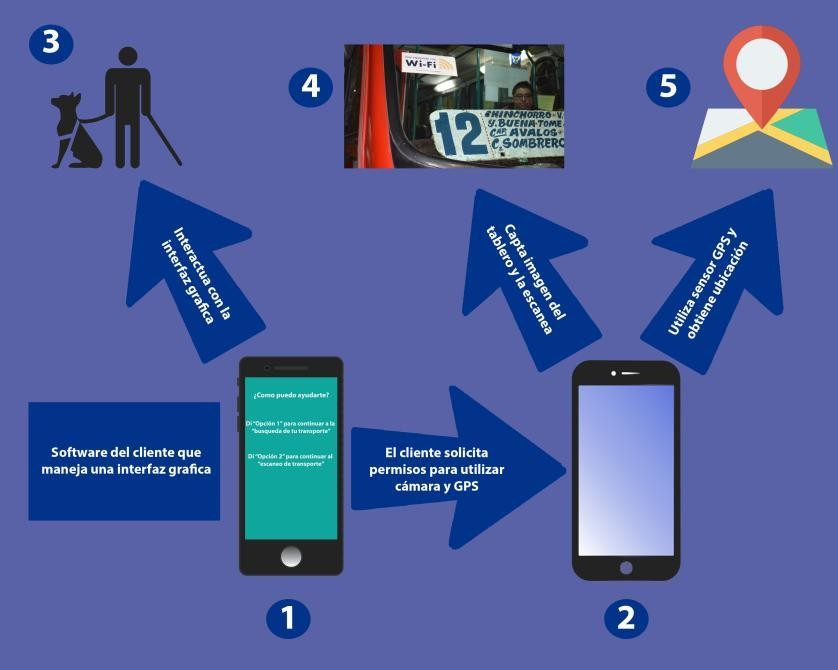 3
4
5
Wi-Fi
12
CHINCHORRO - V.
Y. BUENA - TOME
CAP. AVALOS -
C. SOMBRERO
Interactua con la
interfaz grafica
Capta imagen del
tablero y la escanea
Utiliza sensor GPS y
obtiene ubicación
Software del cliente que
maneja una interfaz grafica
¿Como puedo ayudarte?
Di "Opción 1" para continuar a la
"busqueda de tu transporte"
Di "Opción 2" para continuar al
"escaneo de transporte"
El cliente solicita
permisos para utilizar
cámara y GPS
1
2